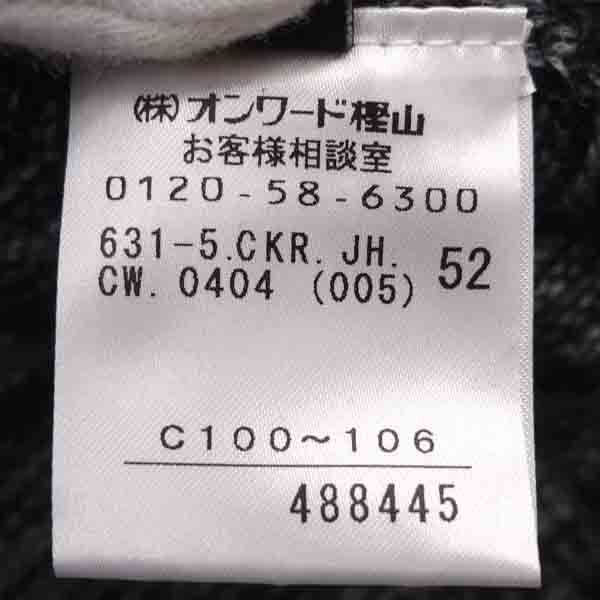 (株)オンワード樫山
お客様相談室
0120-58-6300
631-5.CKR.JH. 52
CW.0404 (005)
C100～106
488445